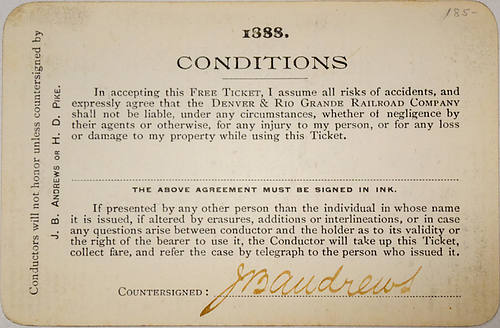 185-
1888.
CONDITIONS
In accepting this FREE TICKET, I assume all risks of accidents, and
expressly agree that the DENVER & RIO GRANDE RAILROAD COMPANY
shall not be liable, under any circumstances, whether of negligence by
their agents or otherwise, for any injury to my person, or for any loss
or damage to my property while using this Ticket.
THE ABOVE AGREEMENT MUST BE SIGNED IN INK.
If presented by any other person than the individual in whose name
it is issued, if altered by erasures, additions or interlineations, or in case
any questions arise between conductor and the holder as to its validity or
the right of the bearer to use it, the Conductor will take up this Ticket,
collect fare, and refer the case by telegraph to the person who issued it.
COUNTERSIGNED: JB Andrews
Conductors will not honor unless countersigned by
J. B. ANDREWS OR H. D. PIKE.